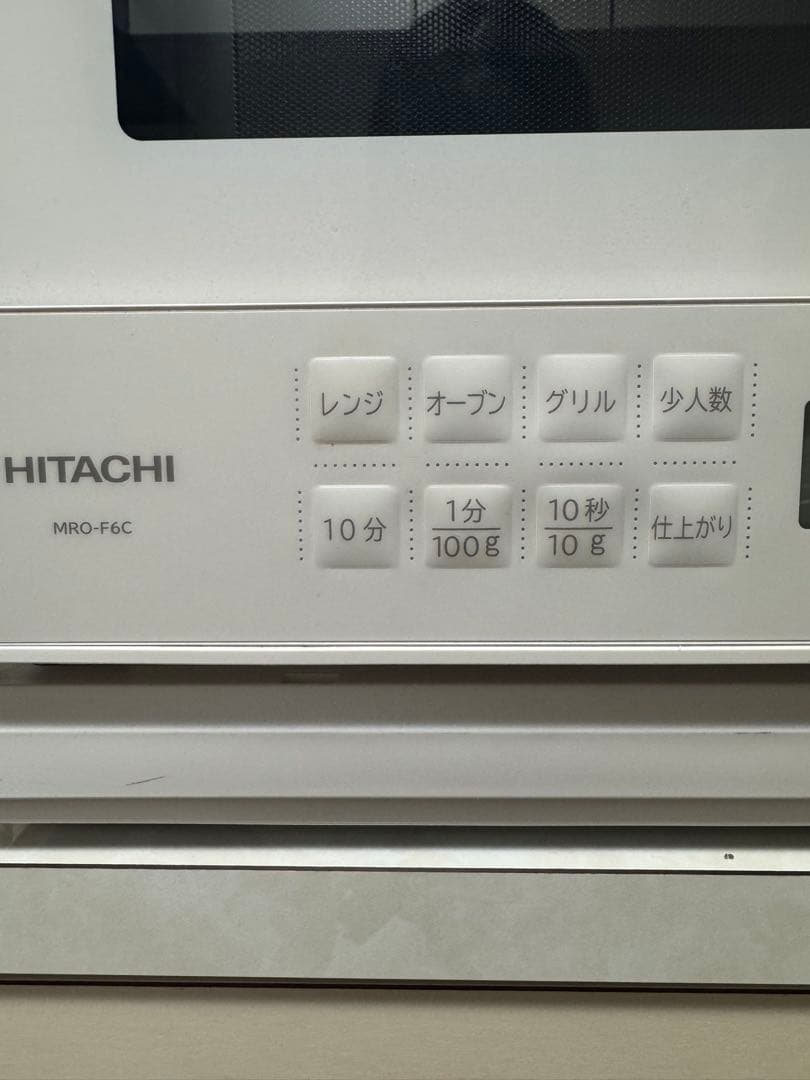 レンジ オーブン グリル 少人数
HITACHI
MRO-F6C
10分 1分 10秒 仕上がり
100g 10g